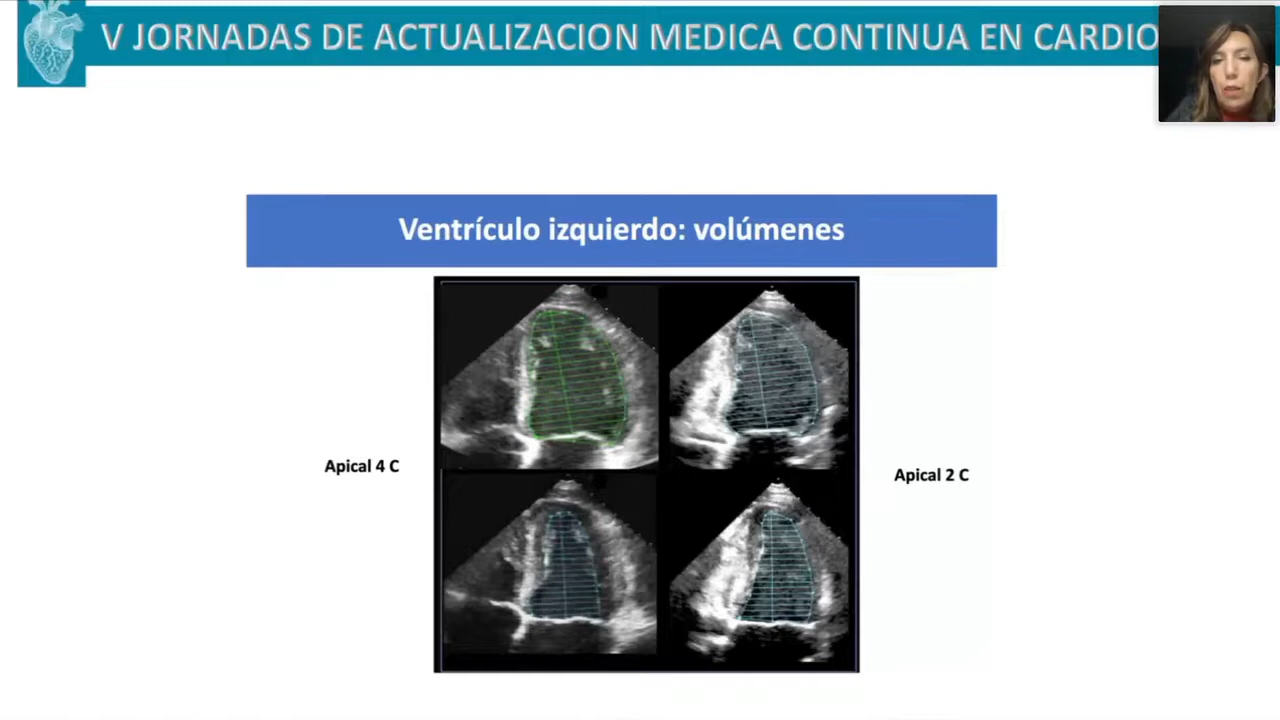 V JORNADAS DE ACTUALIZACION MEDICA CONTINUA EN CARDIO
Ventrículo izquierdo: volúmenes
Apical 4 C
Apical 2 C